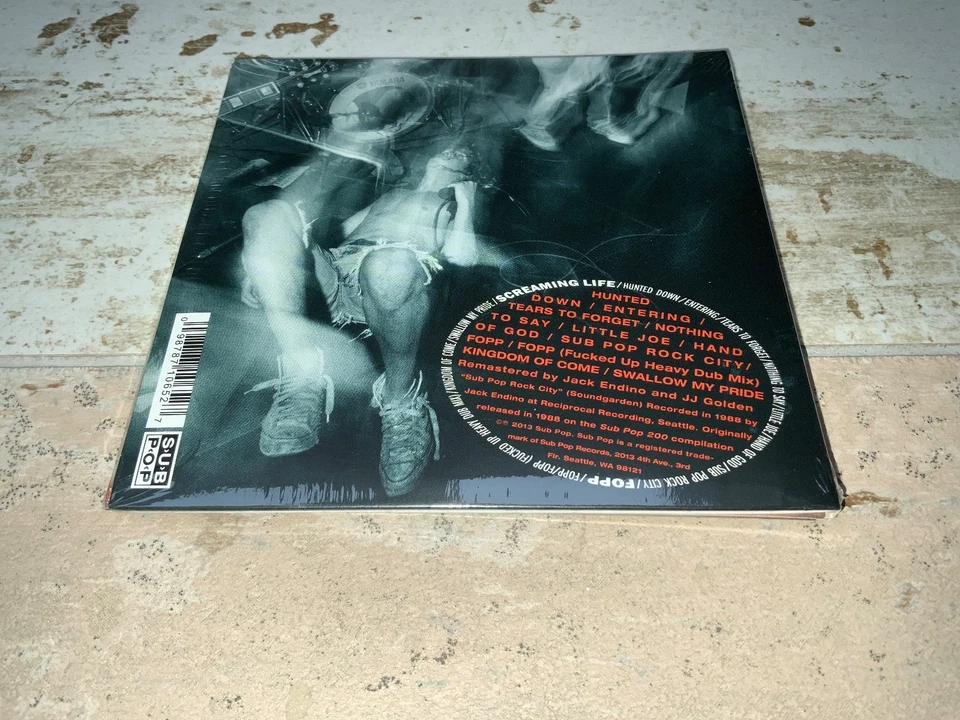 HUNTED
DOWN / ENTERING /
TEARS TO FORGET / NOTHING
TO SAY / LITTLE JOE / HAND
OF GOD / SUB POP ROCK CITY /
FOPP / FOPP (Fucked Up Heavy Dub Mix)
KINGDOM OF COME / SWALLOW MY PRIDE
Remastered by Jack Endino and JJ Golden
"Sub Pop Rock City" (Soundgarden) Recorded in 1988 by
Jack Endino at Reciprocal Recording, Seattle. Originally
released in 1988 on the Sub Pop 200 compilation
©℗ 2013 Sub Pop. Sub Pop is a registered trade-
mark of Sub Pop Records, 2013 4th Ave., 3rd
Flr. Seattle, WA 98121
SCREAMING LIFE / HUNTED DOWN / ENTERING / TEARS TO FORGET / NOTHING TO SAY / LITTLE JOE / HAND OF GOD / SUB POP ROCK CITY / FOPP / FOPP / FOPP (FUCKED UP HEAVY DUB MIX) / KINGDOM OF COME / SWALLOW MY PRIDE /
0 98787 10652 7
SUB
POP